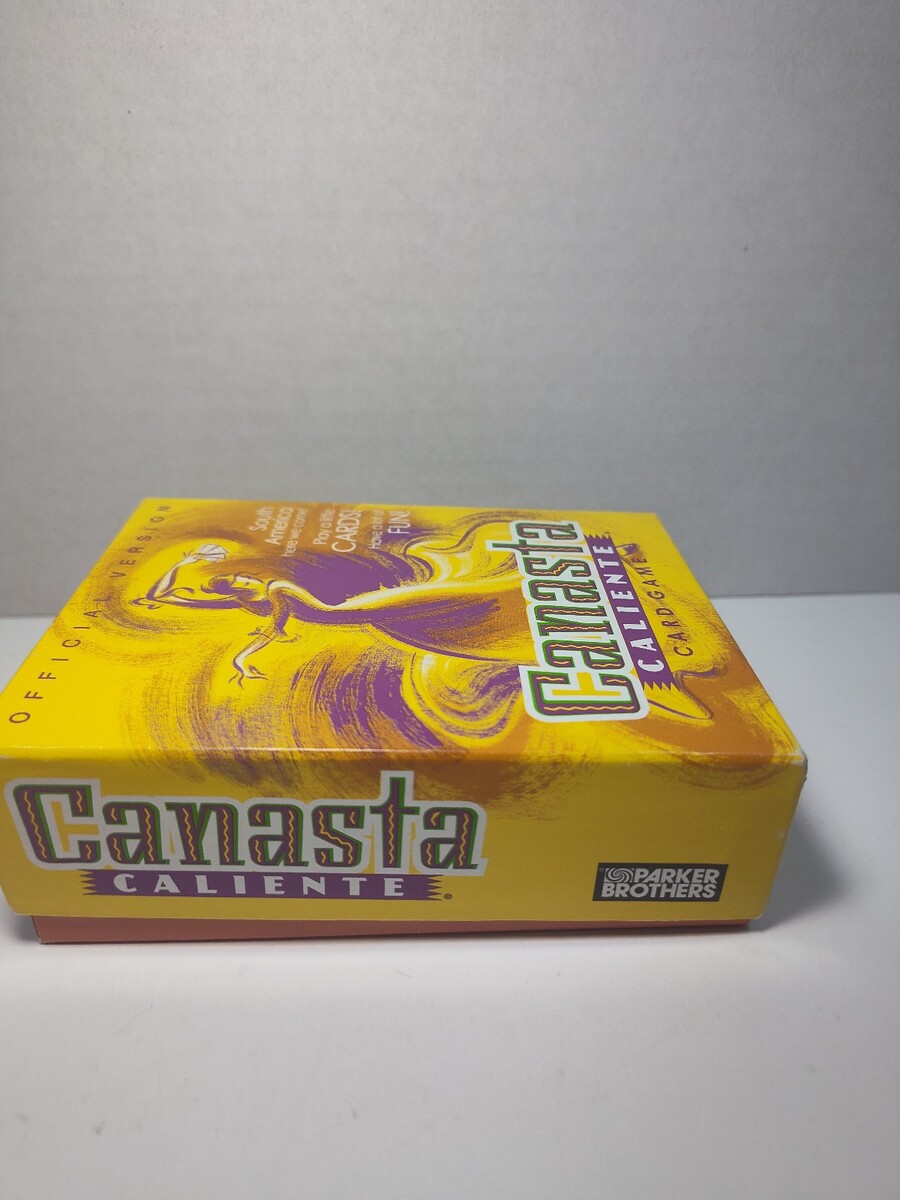 OFFICIAL VERSION
South
America
here we come!
Play a little
CARDS!
Have a lot of
FUN!
Canasta
CALIENTE
CARD GAME
Canasta
CALIENTE®
PARKER
BROTHERS